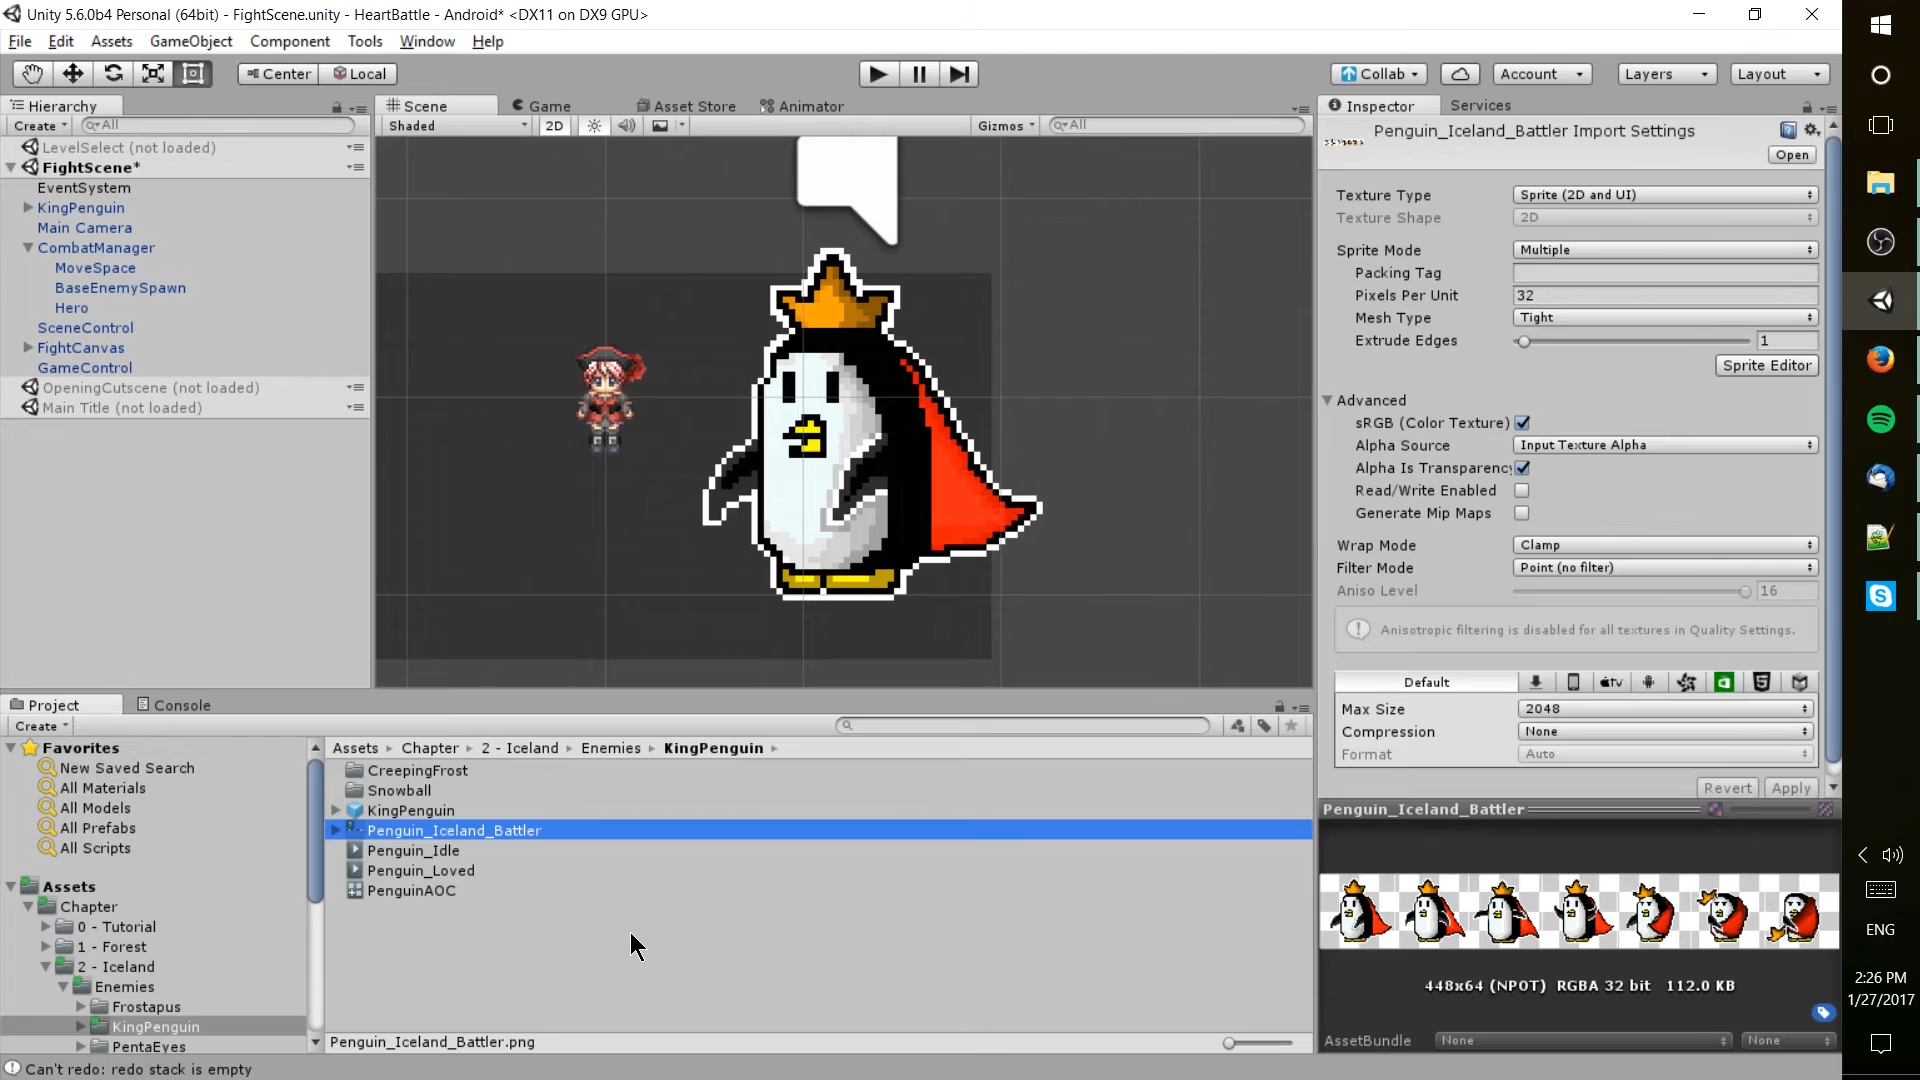 Unity 5.6.0b4 Personal (64bit) - FightScene.unity - HeartBattle - Android* <DX11 on DX9 GPU>
File Edit Assets GameObject Component Tools Window Help
Center Local Collab Account Layers Layout
Hierarchy
Create All
LevelSelect (not loaded)
FightScene*
EventSystem
KingPenguin
Main Camera
CombatManager
MoveSpace
BaseEnemySpawn
Hero
SceneControl
FightCanvas
GameControl
OpeningCutscene (not loaded)
Main Title (not loaded)
Scene Game Asset Store Animator
Shaded 2D Gizmos All
Inspector Services
Penguin_Iceland_Battler Import Settings
Open
Texture Type Sprite (2D and UI)
Texture Shape 2D
Sprite Mode Multiple
Packing Tag
Pixels Per Unit 32
Mesh Type Tight
Extrude Edges 1
Sprite Editor
Advanced
sRGB (Color Texture)
Alpha Source Input Texture Alpha
Alpha Is Transparency
Read/Write Enabled
Generate Mip Maps
Wrap Mode Clamp
Filter Mode Point (no filter)
Aniso Level 16
Anisotropic filtering is disabled for all textures in Quality Settings.
Default tv
Max Size 2048
Compression None
Format Auto
Revert Apply
Penguin_Iceland_Battler
448x64 (NPOT) RGBA 32 bit 112.0 KB
AssetBundle None None
Project Console
Create
Favorites
New Saved Search
All Materials
All Models
All Prefabs
All Scripts
Assets
Chapter
0 - Tutorial
1 - Forest
2 - Iceland
Enemies
Frostapus
KingPenguin
PentaEyes
Assets Chapter 2 - Iceland Enemies KingPenguin
CreepingFrost
Snowball
KingPenguin
Penguin_Iceland_Battler
Penguin_Idle
Penguin_Loved
PenguinAOC
Penguin_Iceland_Battler.png
Can't redo: redo stack is empty
ENG
2:26 PM
1/27/2017